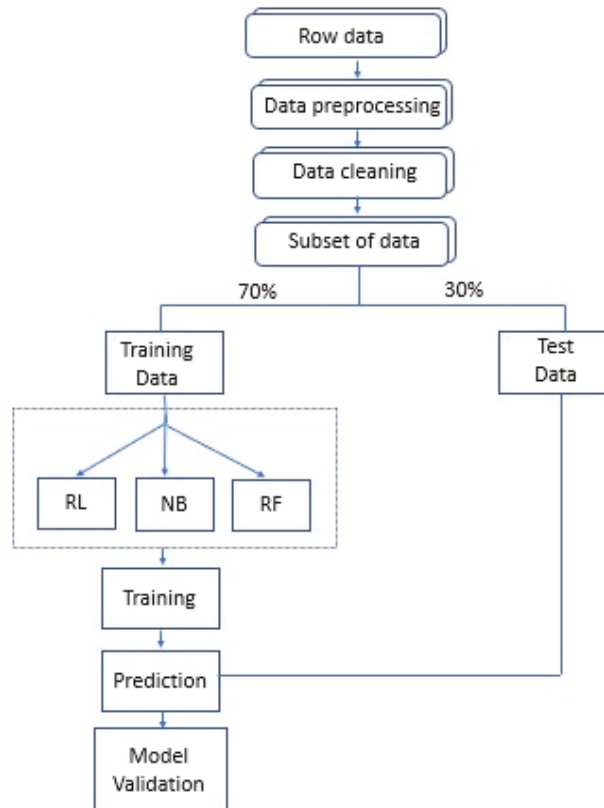 Row data
Data preprocessing
Data cleaning
Subset of data
70%
30%
Training
Data
Test
Data
RL
NB
RF
Training
Prediction
Model
Validation